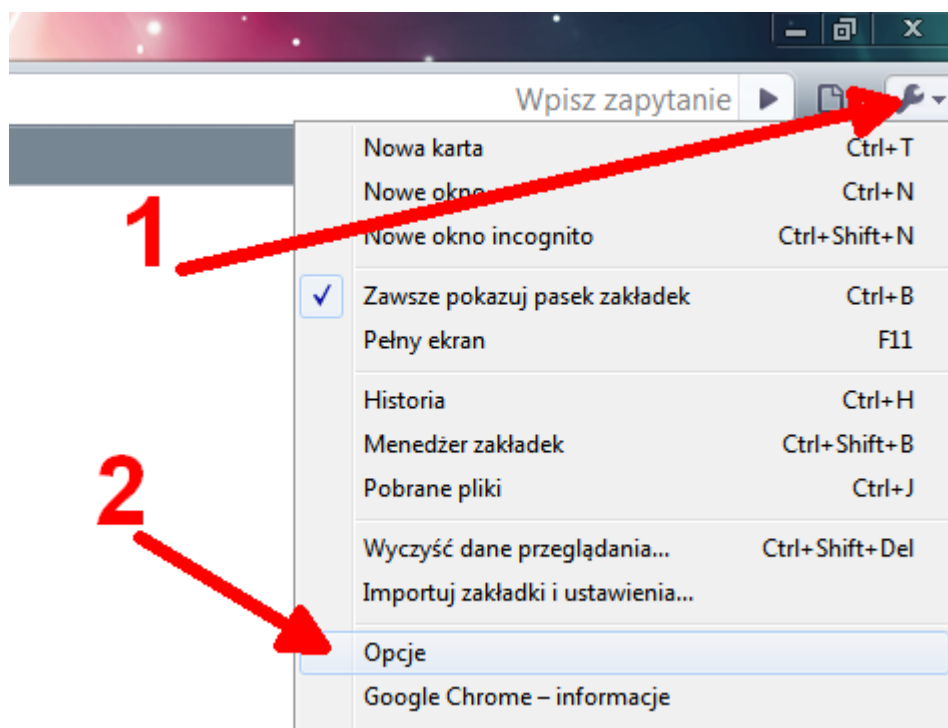 Wpisz zapytanie
Nowa karta Ctrl+T
Nowe okno Ctrl+N
1
Nowe okno incognito Ctrl+Shift+N
Zawsze pokazuj pasek zakładek Ctrl+B
Pełny ekran F11
Historia Ctrl+H
Menedżer zakładek Ctrl+Shift+B
2
Pobrane pliki Ctrl+J
Wyczyść dane przeglądania... Ctrl+Shift+Del
Importuj zakładki i ustawienia...
Opcje
Google Chrome – informacje